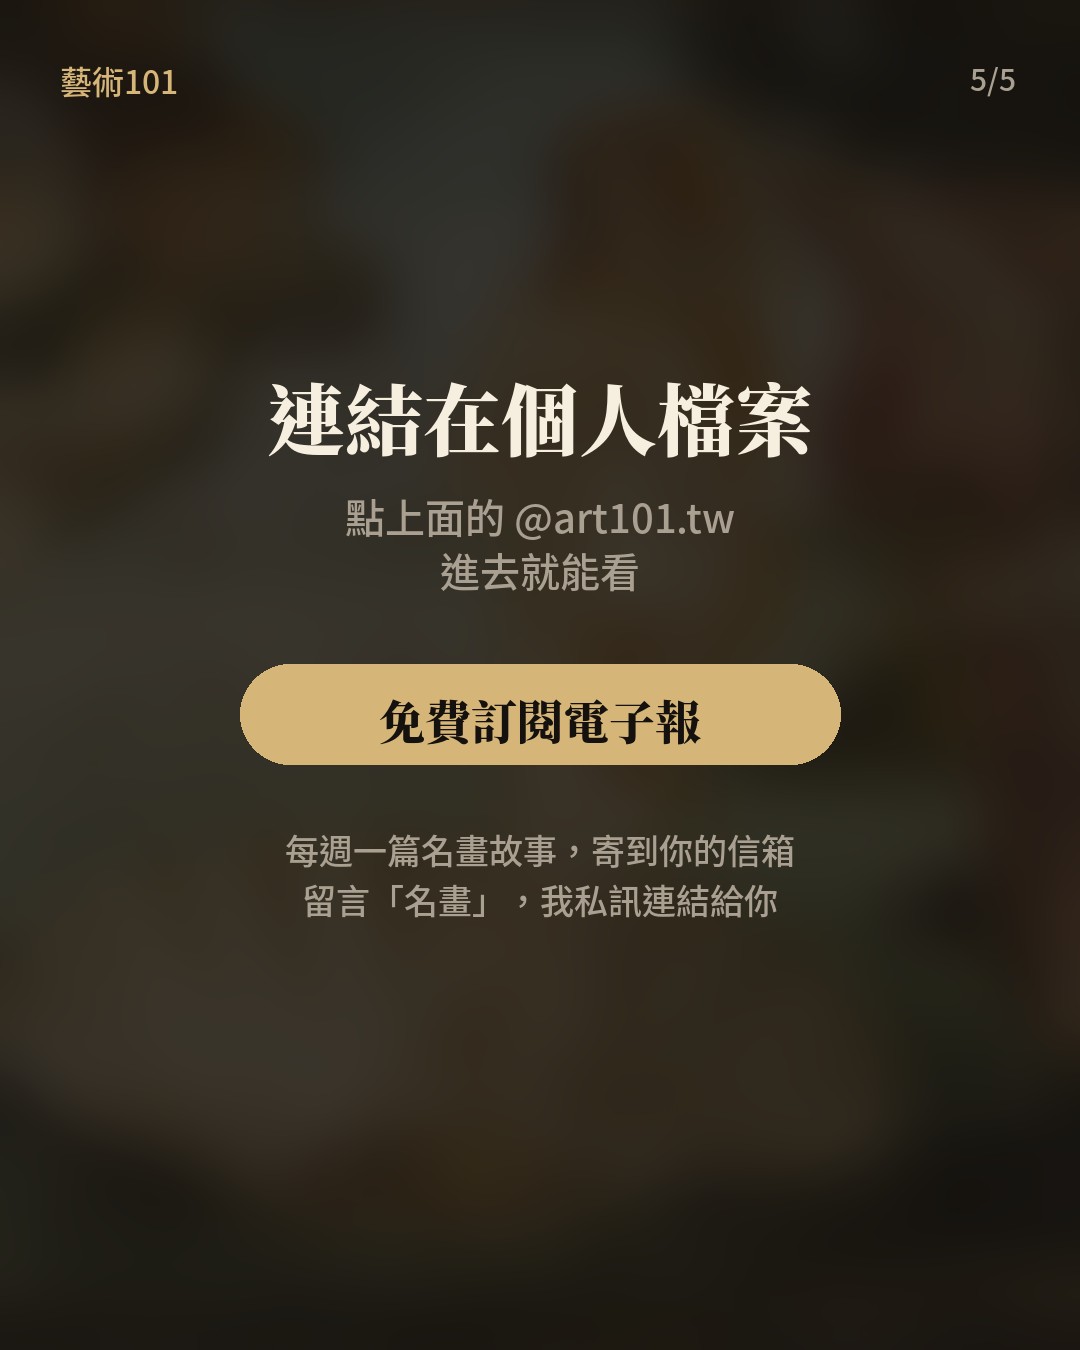 藝術101
5/5
連結在個人檔案
點上面的 @art101.tw
進去就能看
免費訂閱電子報
每週一篇名畫故事，寄到你的信箱
留言「名畫」，我私訊連結給你